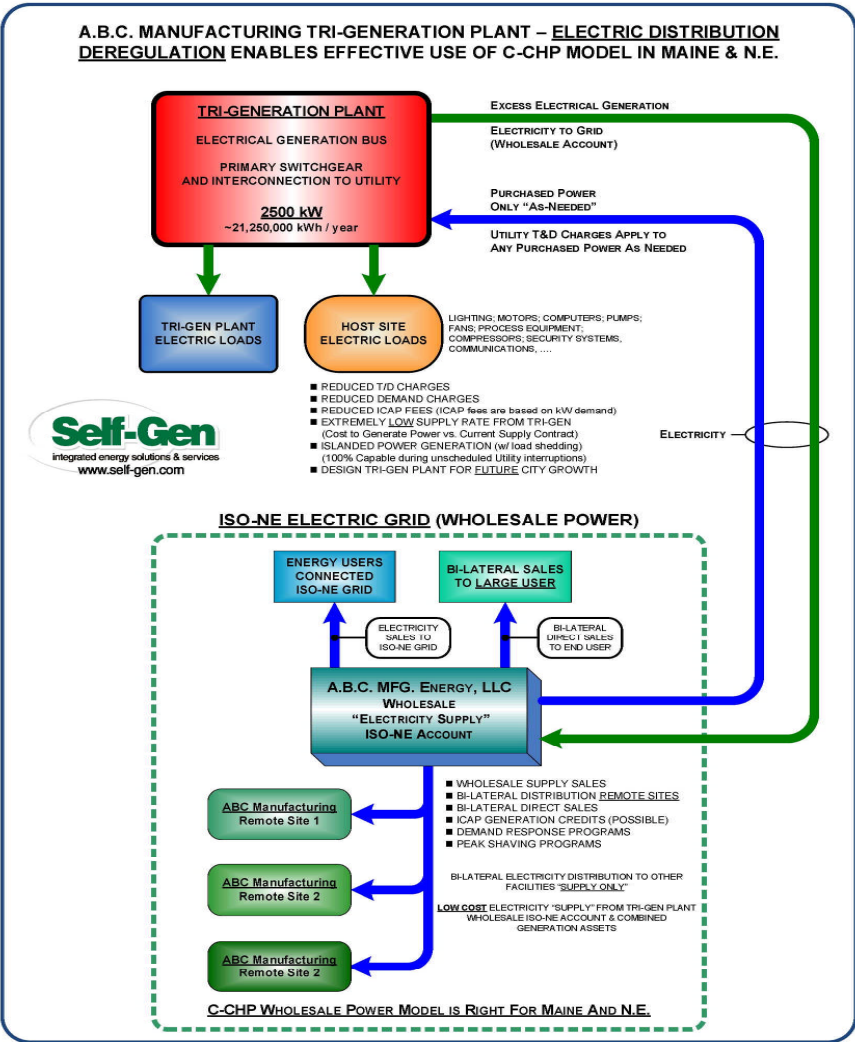 A.B.C. MANUFACTURING TRI-GENERATION PLANT – ELECTRIC DISTRIBUTION
DEREGULATION ENABLES EFFECTIVE USE OF C-CHP MODEL IN MAINE & N.E.
TRI-GENERATION PLANT
ELECTRICAL GENERATION BUS
PRIMARY SWITCHGEAR
AND INTERCONNECTION TO UTILITY
2500 kW
~21,250,000 kWh / year
EXCESS ELECTRICAL GENERATION
ELECTRICITY TO GRID
(WHOLESALE ACCOUNT)
PURCHASED POWER
ONLY "AS-NEEDED"
UTILITY T&D CHARGES APPLY TO
ANY PURCHASED POWER AS NEEDED
TRI-GEN PLANT
ELECTRIC LOADS
HOST SITE
ELECTRIC LOADS
LIGHTING; MOTORS; COMPUTERS; PUMPS;
FANS; PROCESS EQUIPMENT;
COMPRESSORS; SECURITY SYSTEMS,
COMMUNICATIONS, ....
■ REDUCED T/D CHARGES
■ REDUCED DEMAND CHARGES
■ REDUCED ICAP FEES (ICAP fees are based on kW demand)
■ EXTREMELY LOW SUPPLY RATE FROM TRI-GEN
(Cost to Generate Power vs. Current Supply Contract)
■ ISLANDED POWER GENERATION (w/ load shedding)
(100% Capable during unscheduled Utility interruptions)
■ DESIGN TRI-GEN PLANT FOR FUTURE CITY GROWTH
Self-Gen
integrated energy solutions & services
www.self-gen.com
ELECTRICITY
ISO-NE ELECTRIC GRID (WHOLESALE POWER)
ENERGY USERS
CONNECTED
ISO-NE GRID
BI-LATERAL SALES
TO LARGE USER
ELECTRICITY
SALES TO
ISO-NE GRID
BI-LATERAL
DIRECT SALES
TO END USER
A.B.C. MFG. ENERGY, LLC
WHOLESALE
"ELECTRICITY SUPPLY"
ISO-NE ACCOUNT
■ WHOLESALE SUPPLY SALES
■ BI-LATERAL DISTRIBUTION REMOTE SITES
■ BI-LATERAL DIRECT SALES
■ ICAP GENERATION CREDITS (POSSIBLE)
■ DEMAND RESPONSE PROGRAMS
■ PEAK SHAVING PROGRAMS
ABC Manufacturing
Remote Site 1
ABC Manufacturing
Remote Site 2
ABC Manufacturing
Remote Site 2
BI-LATERAL ELECTRICITY DISTRIBUTION TO OTHER
FACILITIES "SUPPLY ONLY"
LOW COST ELECTRICITY "SUPPLY" FROM TRI-GEN PLANT
WHOLESALE ISO-NE ACCOUNT & COMBINED
GENERATION ASSETS
C-CHP WHOLESALE POWER MODEL IS RIGHT FOR MAINE AND N.E.